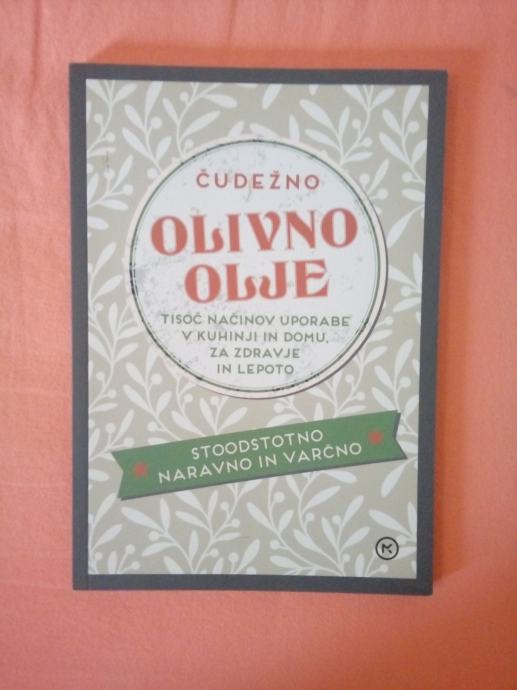 ČUDEŽNO
OLIVNO
OLJE
TISOČ NAČINOV UPORABE
V KUHINJI IN DOMU,
ZA ZDRAVJE
IN LEPOTO
STOODSTOTNO
NARAVNO IN VARČNO